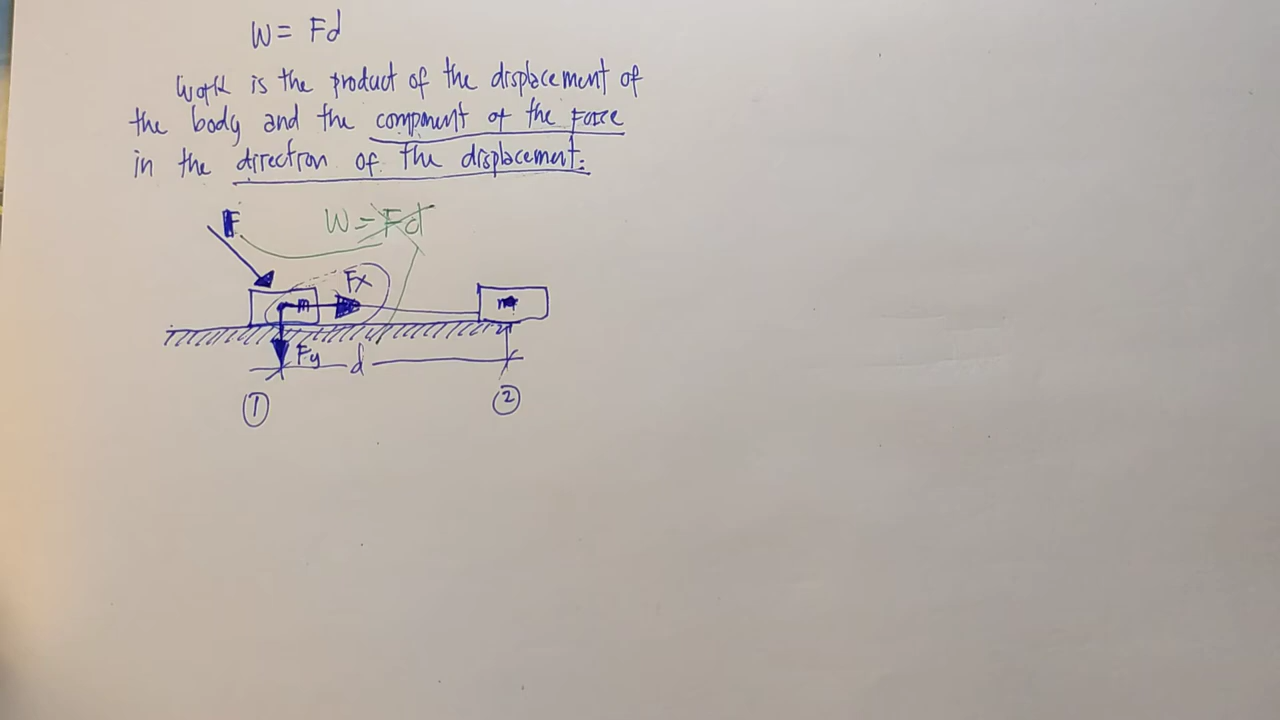 W = Fd
Work is the product of the displacement of
the body and the component of the Force
in the direction of the displacement.
F
W = Fd
Fx
m
m
Fy
d
1
2